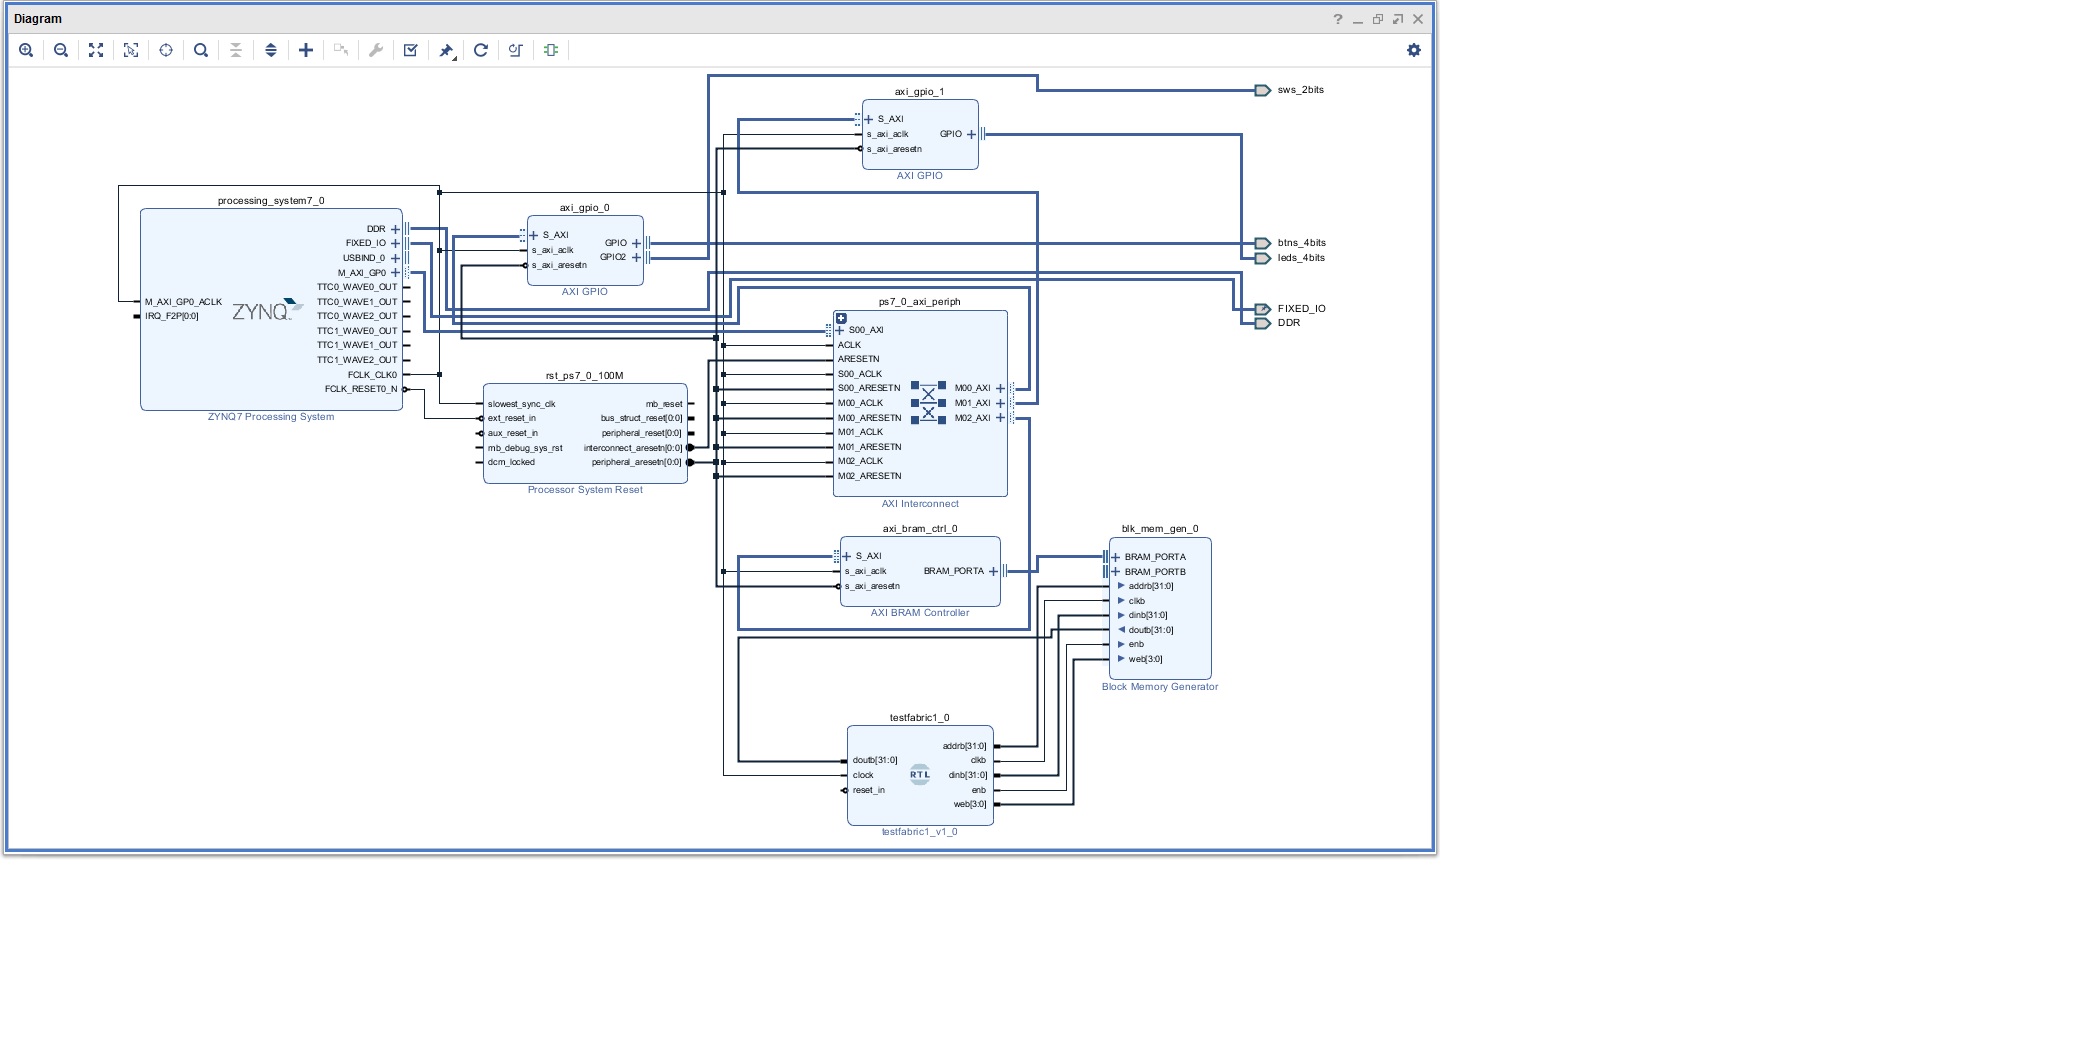 Diagram
sws_2bits
axi_gpio_1
S_AXI
s_axi_aclk
s_axi_aresetn
GPIO
AXI GPIO
processing_system7_0
DDR
FIXED_IO
USBIND_0
M_AXI_GP0
TTC0_WAVE0_OUT
M_AXI_GP0_ACLK
TTC0_WAVE1_OUT
IRQ_F2P[0:0]
ZYNQ
TTC0_WAVE2_OUT
TTC1_WAVE0_OUT
TTC1_WAVE1_OUT
TTC1_WAVE2_OUT
FCLK_CLK0
FCLK_RESET0_N
ZYNQ7 Processing System
axi_gpio_0
S_AXI
s_axi_aclk
s_axi_aresetn
GPIO
GPIO2
AXI GPIO
btns_4bits
leds_4bits
FIXED_IO
DDR
ps7_0_axi_periph
S00_AXI
ACLK
ARESETN
S00_ACLK
S00_ARESETN
M00_ACLK
M00_ARESETN
M01_ACLK
M01_ARESETN
M02_ACLK
M02_ARESETN
M00_AXI
M01_AXI
M02_AXI
AXI Interconnect
rst_ps7_0_100M
slowest_sync_clk
ext_reset_in
aux_reset_in
mb_debug_sys_rst
dcm_locked
mb_reset
bus_struct_reset[0:0]
peripheral_reset[0:0]
interconnect_aresetn[0:0]
peripheral_aresetn[0:0]
Processor System Reset
axi_bram_ctrl_0
S_AXI
s_axi_aclk
s_axi_aresetn
BRAM_PORTA
AXI BRAM Controller
blk_mem_gen_0
BRAM_PORTA
BRAM_PORTB
addrb[31:0]
clkb
dinb[31:0]
doutb[31:0]
enb
web[3:0]
Block Memory Generator
testfabric1_0
doutb[31:0]
clock
reset_in
RTL
addrb[31:0]
clkb
dinb[31:0]
enb
web[3:0]
testfabric1_v1_0